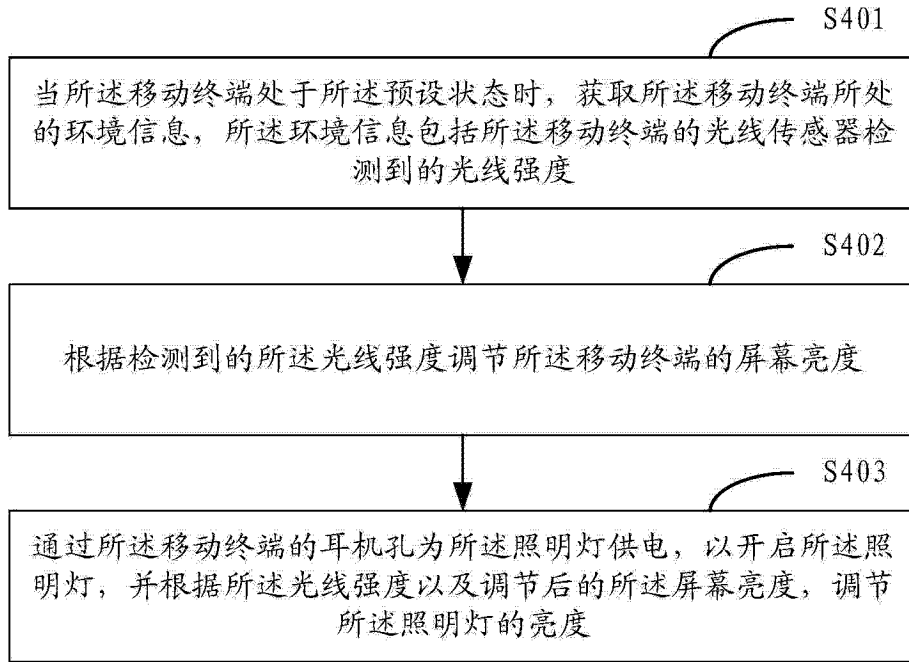 S401
当所述移动终端处于所述预设状态时，获取所述移动终端所处
的环境信息，所述环境信息包括所述移动终端的光线传感器检
测到的光线强度
S402
根据检测到的所述光线强度调节所述移动终端的屏幕亮度
S403
通过所述移动终端的耳机孔为所述照明灯供电，以开启所述照
明灯，并根据所述光线强度以及调节后的所述屏幕亮度，调节
所述照明灯的亮度